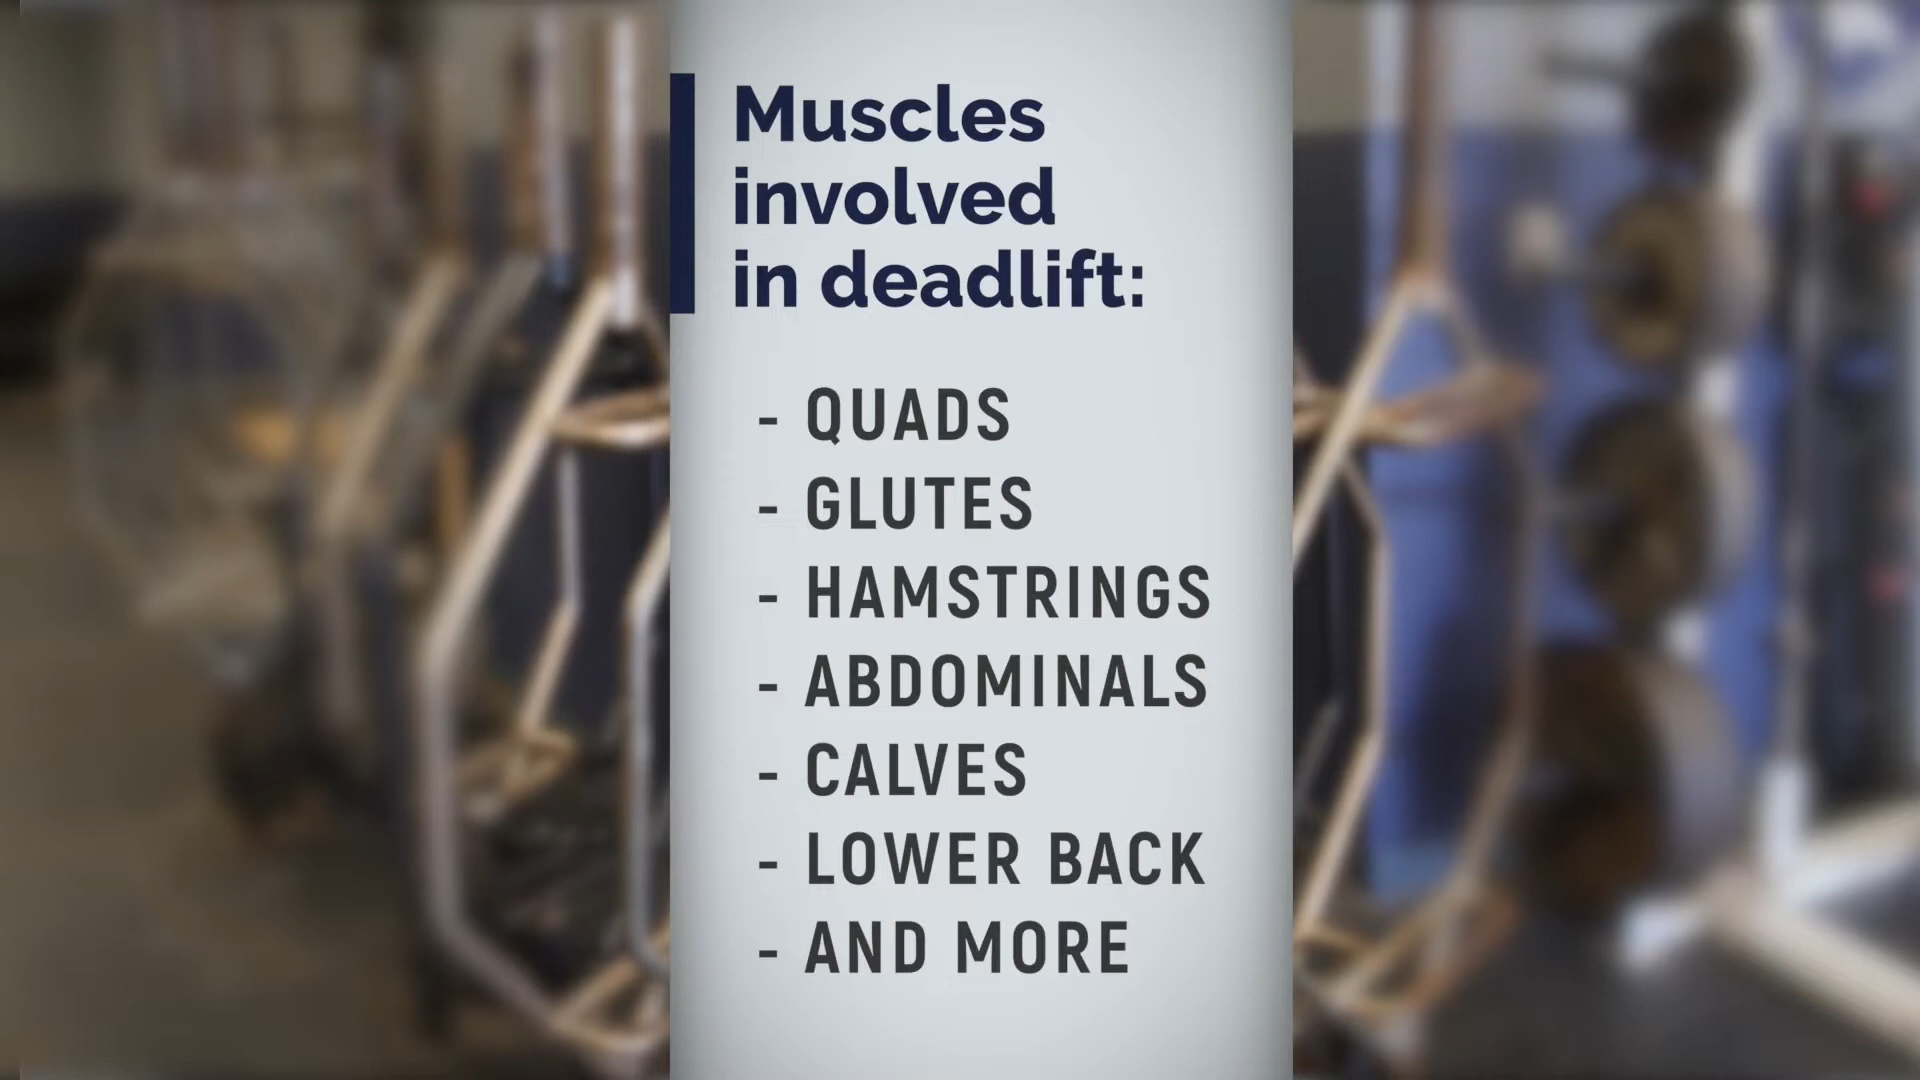 Muscles
involved
in deadlift:
- QUADS
- GLUTES
- HAMSTRINGS
- ABDOMINALS
- CALVES
- LOWER BACK
- AND MORE